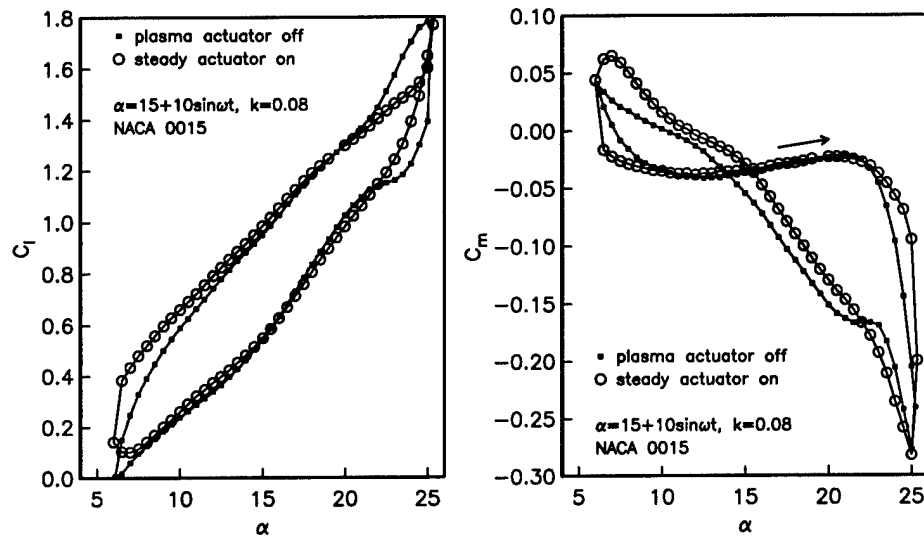 1.8
1.6
1.4
1.2
1.0
0.8
0.6
0.4
0.2
0.0
C_l
plasma actuator off
steady actuator on
α=15+10sinωt, k=0.08
NACA 0015
5 10 15 20 25
α
0.10
0.05
0.00
−0.05
−0.10
−0.15
−0.20
−0.25
−0.30
C_m
plasma actuator off
steady actuator on
α=15+10sinωt, k=0.08
NACA 0015
5 10 15 20 25
α